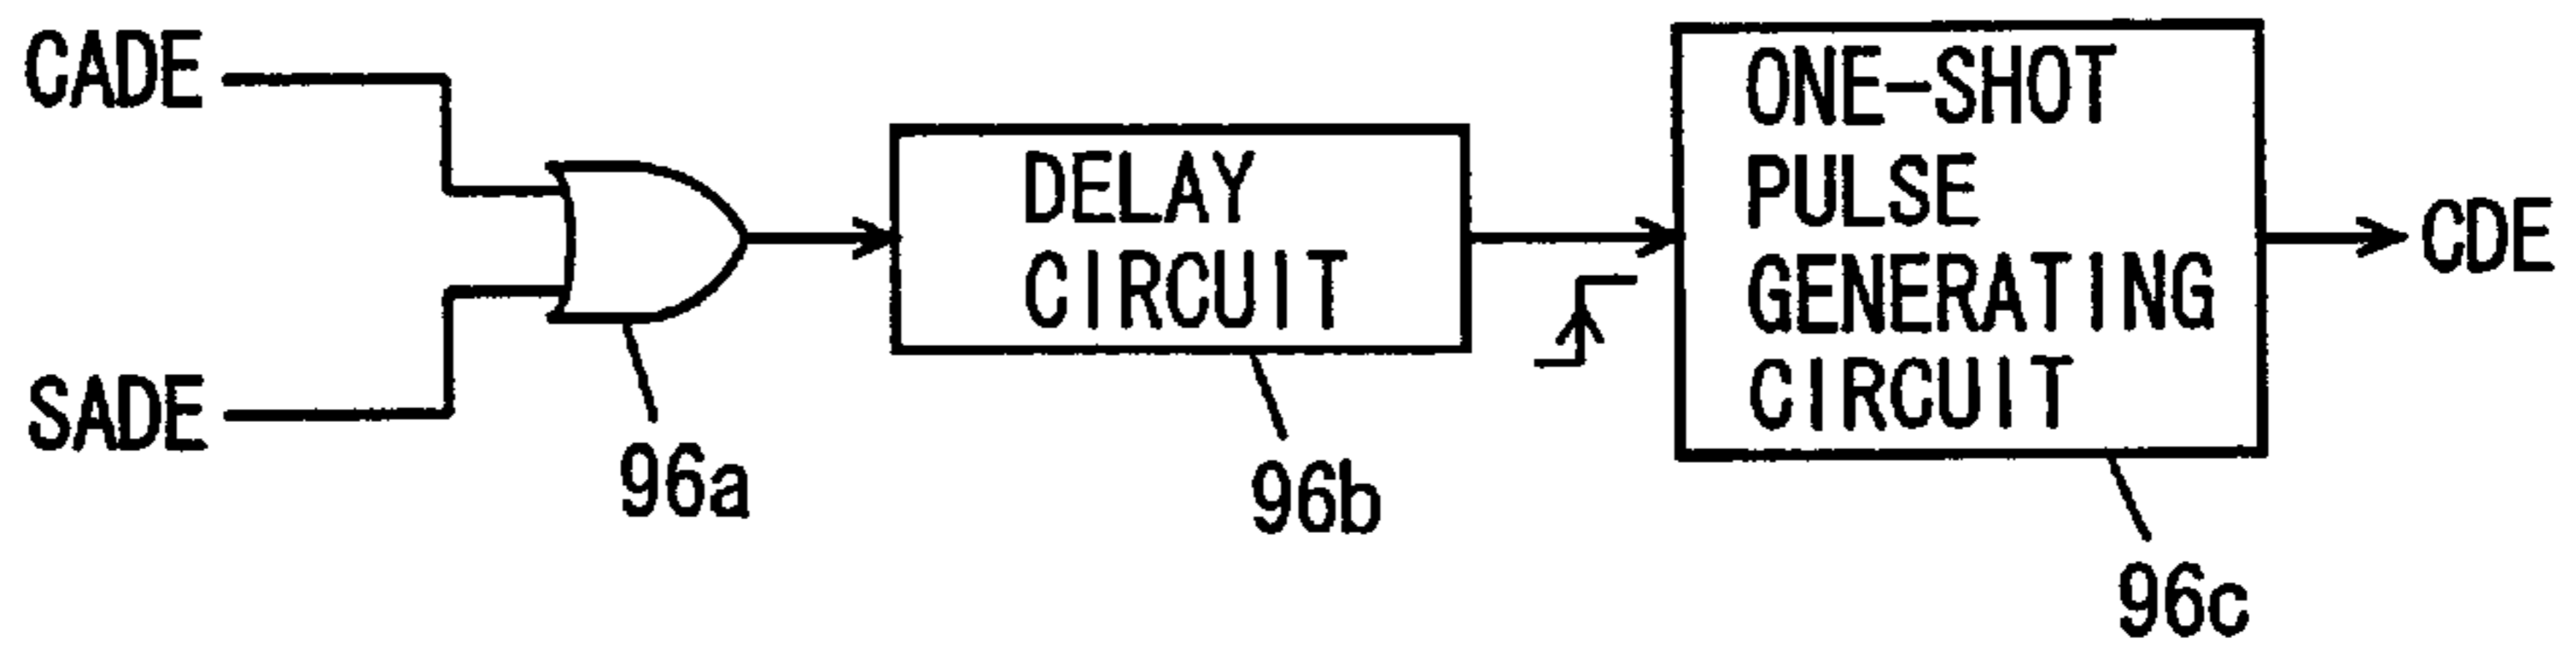 CADE
SADE
96a
DELAY
CIRCUIT
96b
ONE-SHOT
PULSE
GENERATING
CIRCUIT
96c
CDE